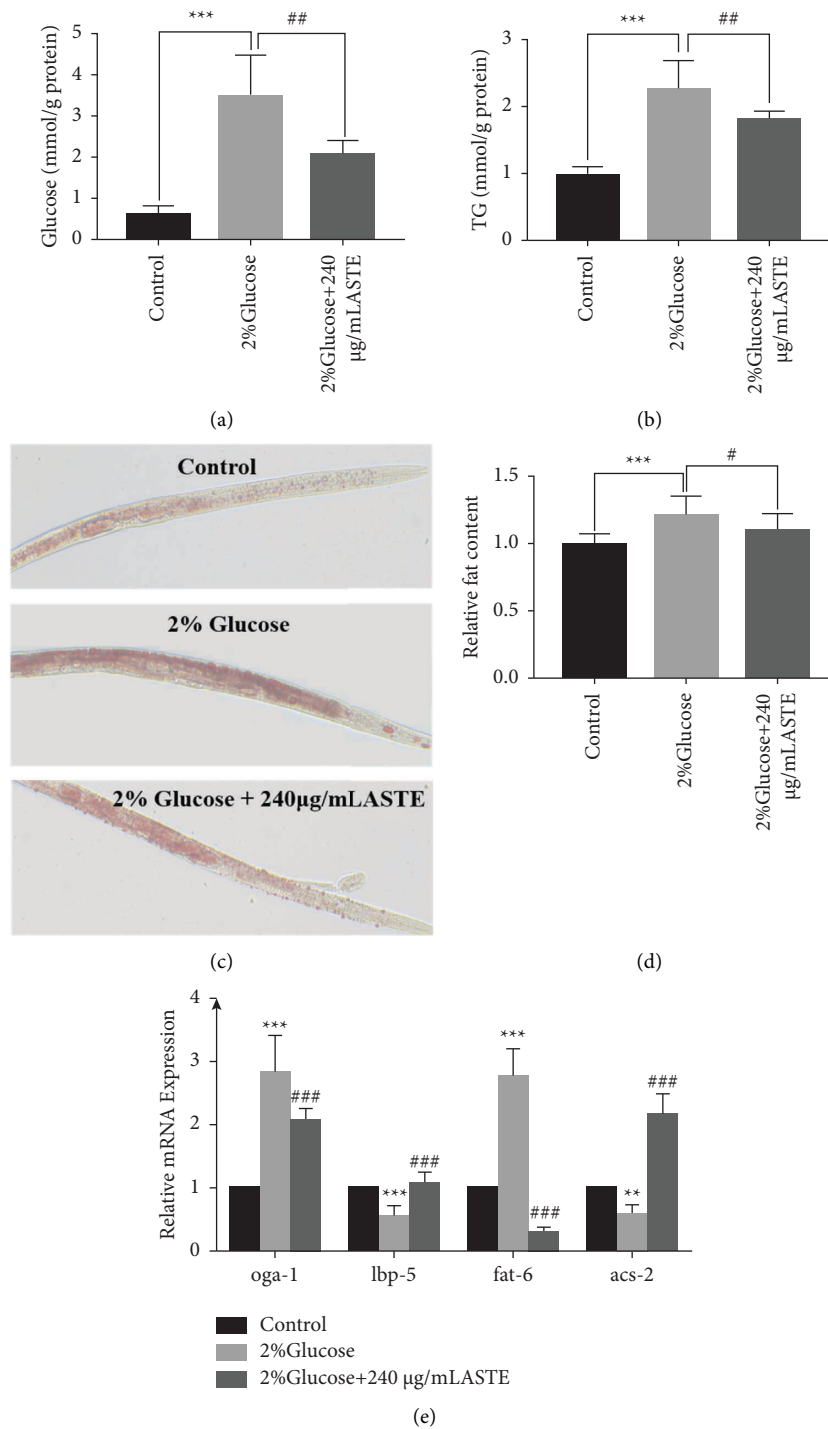 ***
##
5
4
3
2
1
0
Glucose (mmol/g protein)
Control
2%Glucose
2%Glucose+240
µg/mLASTE
(a)
***
##
3
2
1
0
TG (mmol/g protein)
Control
2%Glucose
2%Glucose+240
µg/mLASTE
(b)
Control
2% Glucose
2% Glucose + 240µg/mLASTE
(c)
***
#
1.5
1.0
0.5
0.0
Relative fat content
Control
2%Glucose
2%Glucose+240
µg/mLASTE
(d)
4
3
2
1
0
Relative mRNA Expression
***
###
***
###
***
###
**
###
oga-1
lbp-5
fat-6
acs-2
Control
2%Glucose
2%Glucose+240 µg/mLASTE
(e)